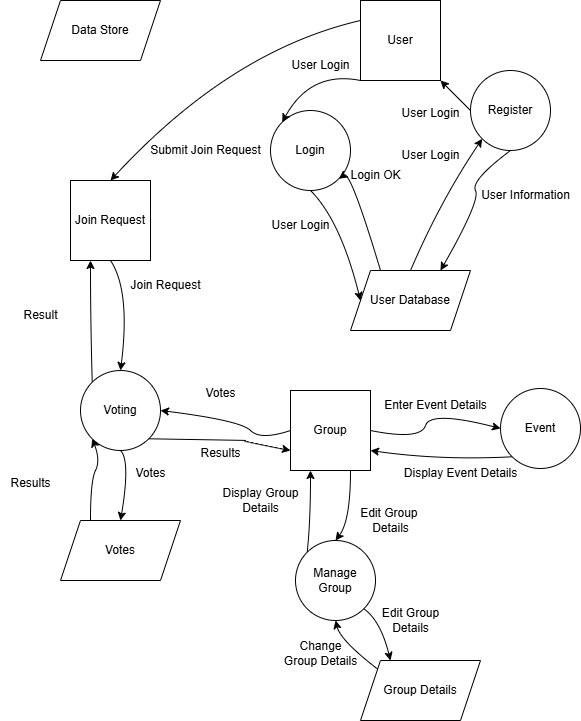 Data Store
User
User Login
Register
User Login
Submit Join Request
Login
User Login
Login OK
User Information
Join Request
User Login
Join Request
User Database
Result
Votes
Voting
Group
Enter Event Details
Event
Results
Display Event Details
Results
Votes
Display Group
Details
Edit Group
Details
Votes
Manage
Group
Edit Group
Details
Change
Group Details
Group Details